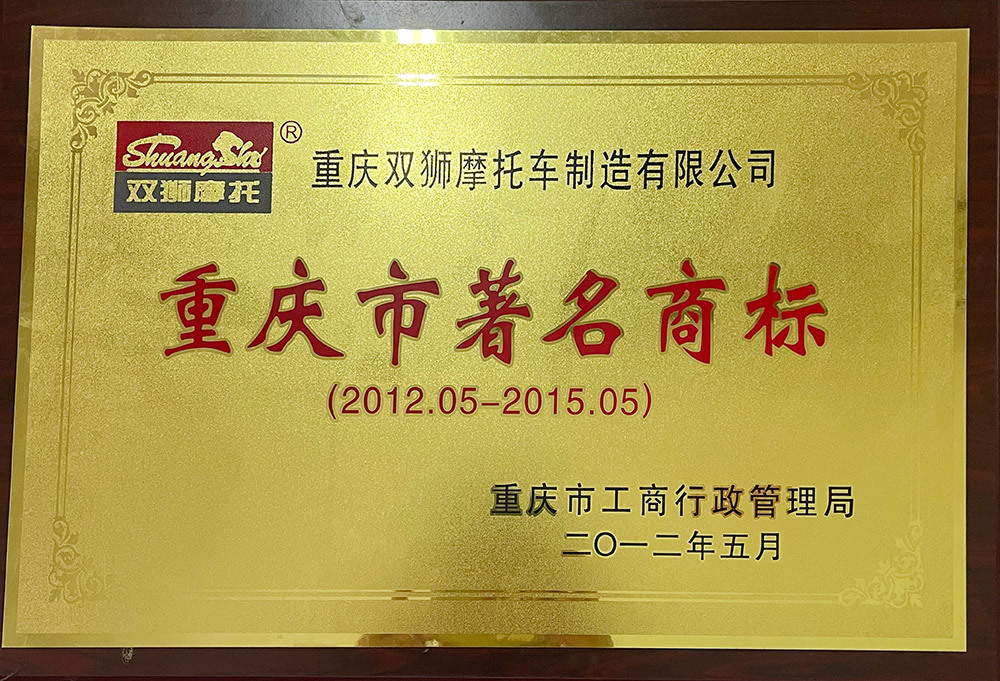 ShuangShi ®
双狮摩托
重庆双狮摩托车制造有限公司
重庆市著名商标
(2012.05-2015.05)
重庆市工商行政管理局
二〇一二年五月